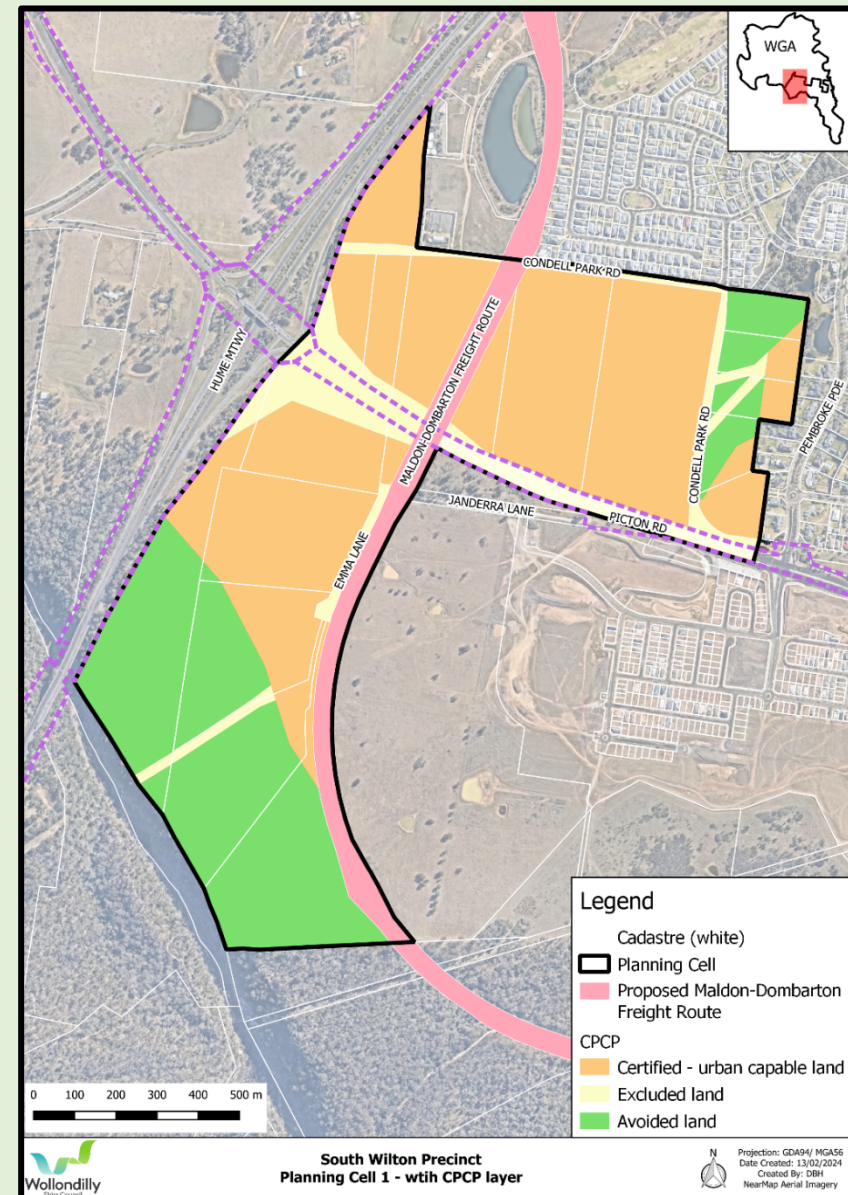 WGA
CONDELL PARK RD
HUME MTWY
MALDON-DOMBARTON FREIGHT ROUTE
CONDELL PARK RD
PEMBROKE PDE
JANDERRA LANE
PICTON RD
EMMA LANE
Legend
Cadastre (white)
Planning Cell
Proposed Maldon-Dombarton
Freight Route
CPCP
Certified - urban capable land
Excluded land
Avoided land
0 100 200 300 400 500 m
Wollondilly
Shire Council
South Wilton Precinct
Planning Cell 1 - wtih CPCP layer
N
Projection: GDA94/ MGA56
Date Created: 13/02/2024
Created By: DBH
NearMap Aerial Imagery